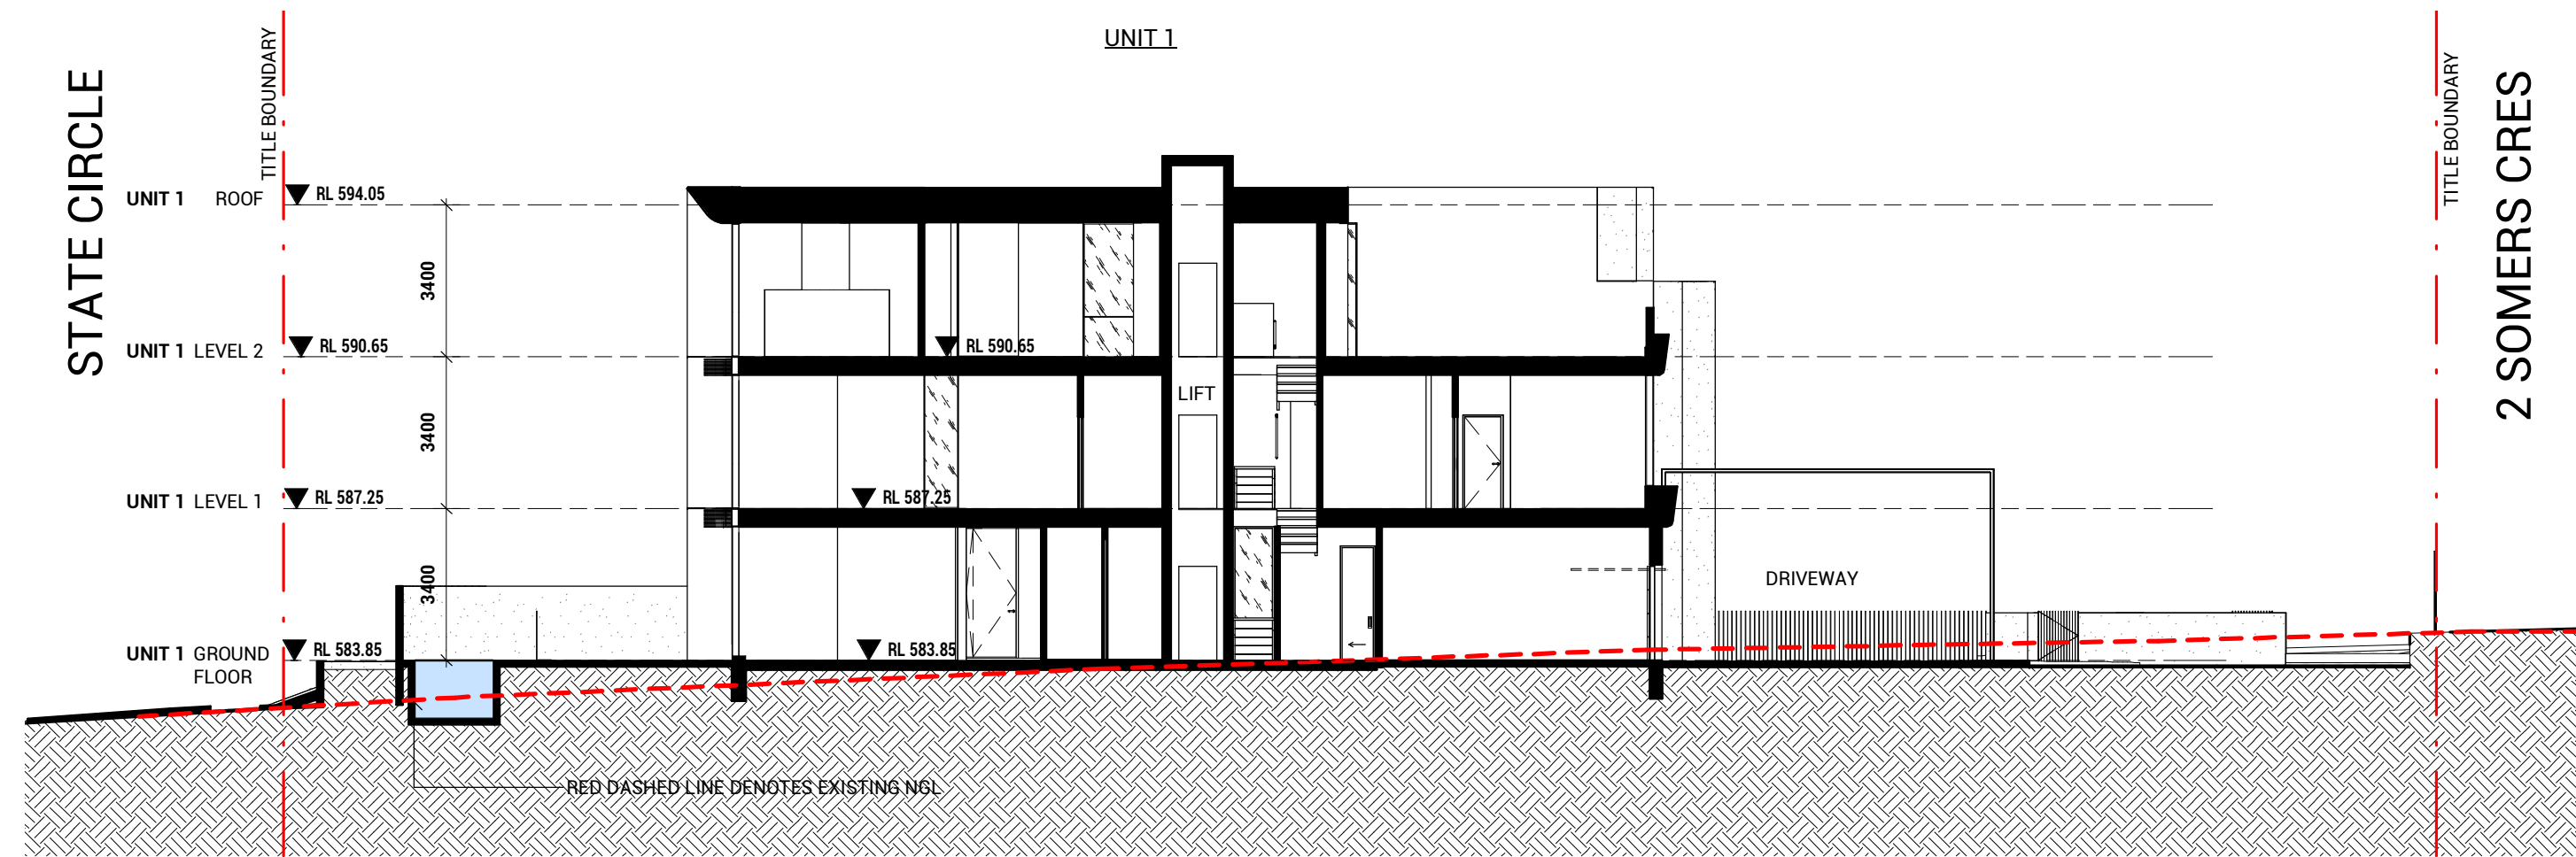 UNIT 1
STATE CIRCLE
TITLE BOUNDARY
TITLE BOUNDARY
2 SOMERS CRES
UNIT 1 ROOF
RL 594.05
3400
UNIT 1 LEVEL 2
RL 590.65
RL 590.65
LIFT
3400
UNIT 1 LEVEL 1
RL 587.25
RL 587.25
3400
DRIVEWAY
UNIT 1 GROUND
FLOOR
RL 583.85
RL 583.85
RED DASHED LINE DENOTES EXISTING NGL